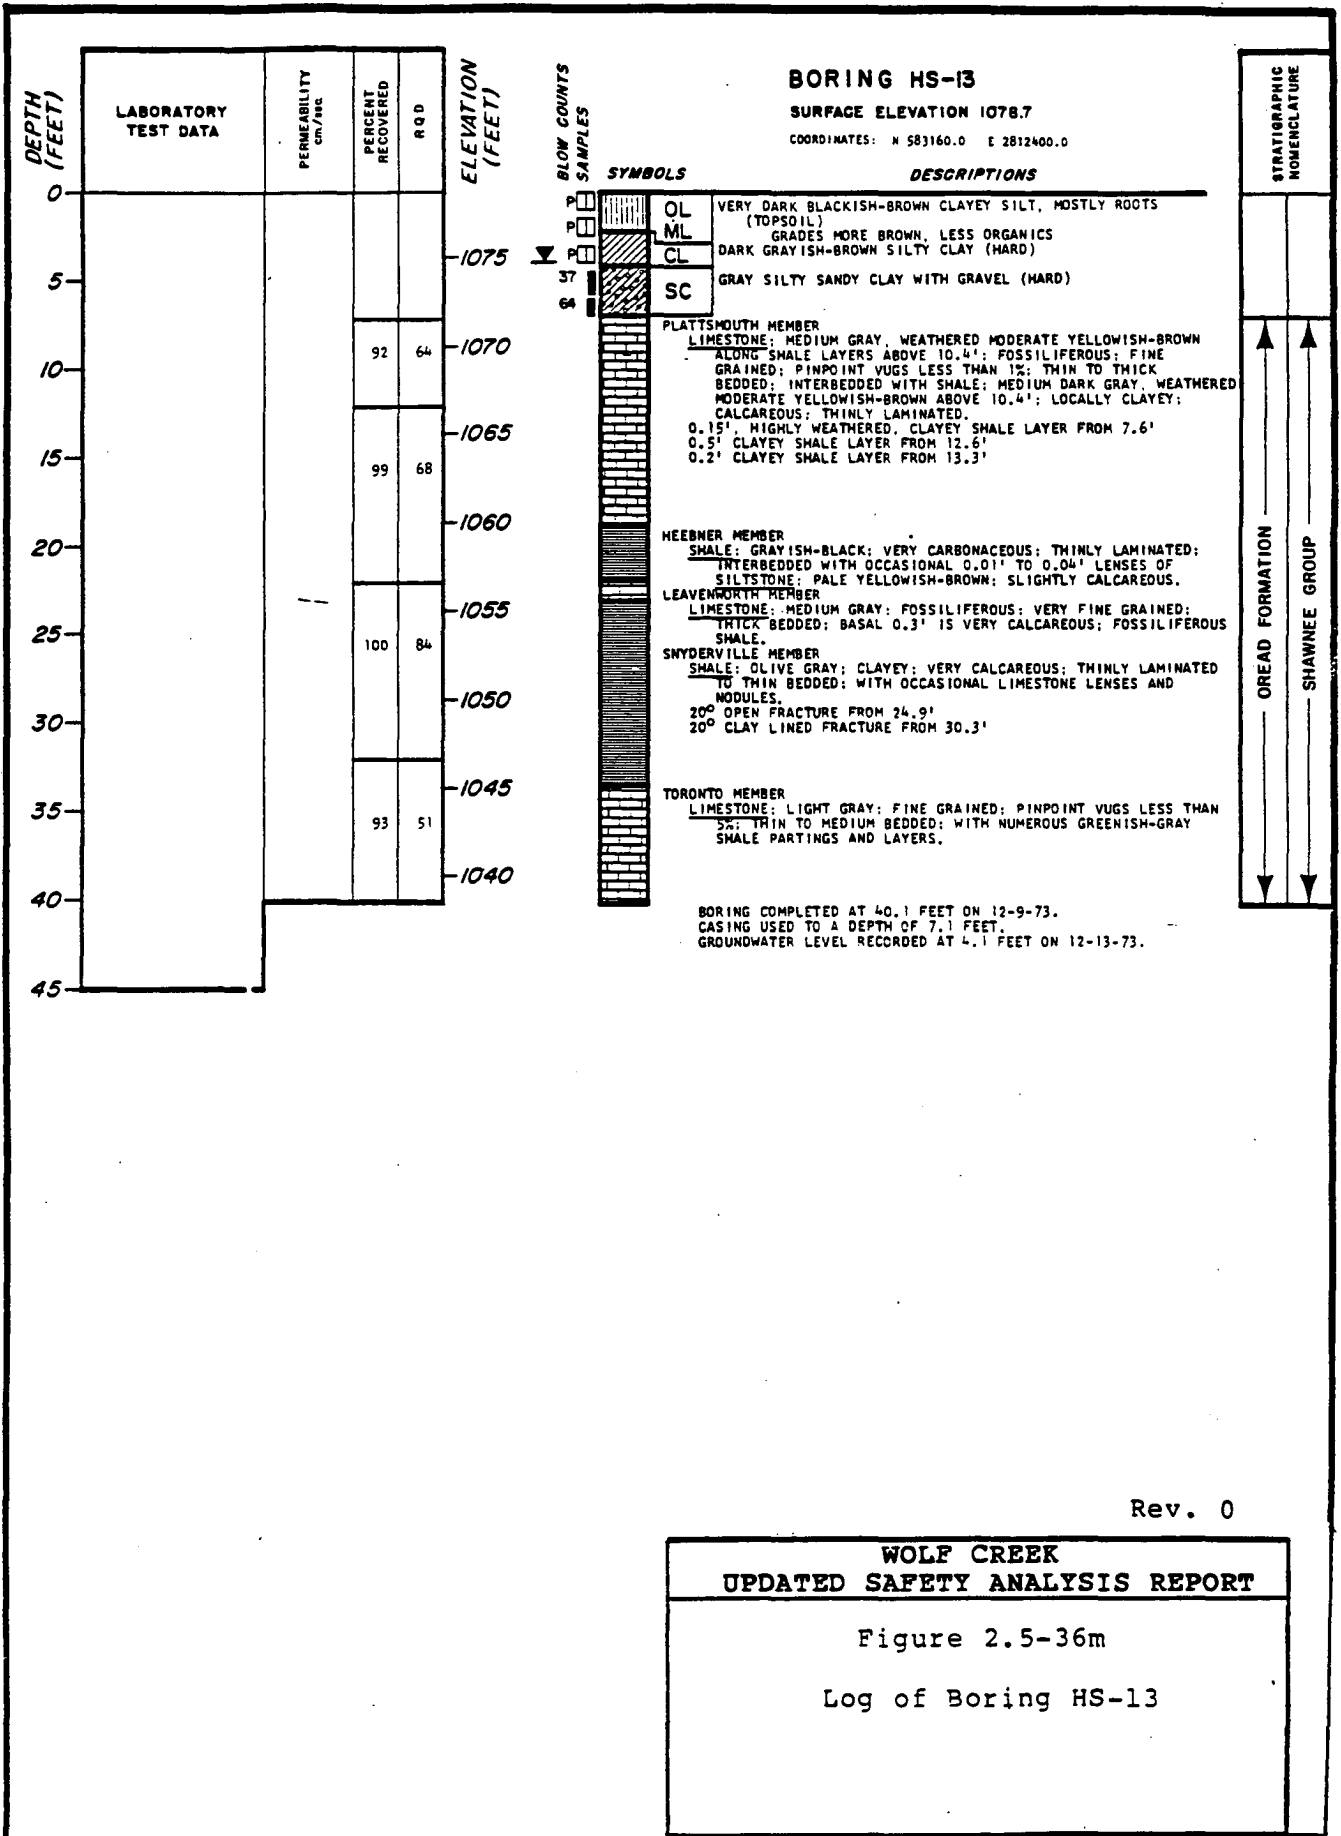 DEPTH
(FEET)
LABORATORY
TEST DATA
PERMEABILITY
cm/sec
PERCENT
RECOVERED
RQD
ELEVATION
(FEET)
BLOW COUNTS
SAMPLES
BORING HS-13
SURFACE ELEVATION 1078.7
COORDINATES: N 583160.0 E 2812400.0
SYMBOLS
DESCRIPTIONS
STRATIGRAPHIC
NOMENCLATURE
0
5
10
15
20
25
30
35
40
45
92 64
99 68
100 84
93 51
1075
1070
1065
1060
1055
1050
1045
1040
P
P
P
37
64
OL
ML
CL
SC
VERY DARK BLACKISH-BROWN CLAYEY SILT, MOSTLY ROOTS
(TOPSOIL)
GRADES MORE BROWN, LESS ORGANICS
DARK GRAYISH-BROWN SILTY CLAY (HARD)
GRAY SILTY SANDY CLAY WITH GRAVEL (HARD)
PLATTSMOUTH MEMBER
LIMESTONE: MEDIUM GRAY, WEATHERED MODERATE YELLOWISH-BROWN
ALONG SHALE LAYERS ABOVE 10.4'; FOSSILIFEROUS; FINE
GRAINED; PINPOINT VUGS LESS THAN 1%; THIN TO THICK
BEDDED; INTERBEDDED WITH SHALE; MEDIUM DARK GRAY, WEATHERED
MODERATE YELLOWISH-BROWN ABOVE 10.4'; LOCALLY CLAYEY;
CALCAREOUS; THINLY LAMINATED.
0.15', HIGHLY WEATHERED, CLAYEY SHALE LAYER FROM 7.6'
0.5' CLAYEY SHALE LAYER FROM 12.6'
0.2' CLAYEY SHALE LAYER FROM 13.3'
HEEBNER MEMBER
SHALE: GRAYISH-BLACK; VERY CARBONACEOUS; THINLY LAMINATED;
INTERBEDDED WITH OCCASIONAL 0.01' TO 0.04' LENSES OF
SILTSTONE; PALE YELLOWISH-BROWN; SLIGHTLY CALCAREOUS.
LEAVENWORTH MEMBER
LIMESTONE: MEDIUM GRAY; FOSSILIFEROUS; VERY FINE GRAINED;
THICK BEDDED; BASAL 0.3' IS VERY CALCAREOUS; FOSSILIFEROUS
SHALE.
SNYDERVILLE MEMBER
SHALE: OLIVE GRAY; CLAYEY; VERY CALCAREOUS; THINLY LAMINATED
TO THIN BEDDED; WITH OCCASIONAL LIMESTONE LENSES AND
NODULES.
20° OPEN FRACTURE FROM 24.9'
20° CLAY LINED FRACTURE FROM 30.3'
TORONTO MEMBER
LIMESTONE; LIGHT GRAY; FINE GRAINED; PINPOINT VUGS LESS THAN
5%; THIN TO MEDIUM BEDDED; WITH NUMEROUS GREENISH-GRAY
SHALE PARTINGS AND LAYERS.
BORING COMPLETED AT 40.1 FEET ON 12-9-73.
CASING USED TO A DEPTH OF 7.1 FEET.
GROUNDWATER LEVEL RECORDED AT 4.1 FEET ON 12-13-73.
OREAD FORMATION
SHAWNEE GROUP
Rev. 0
WOLF CREEK
UPDATED SAFETY ANALYSIS REPORT
Figure 2.5-36m
Log of Boring HS-13